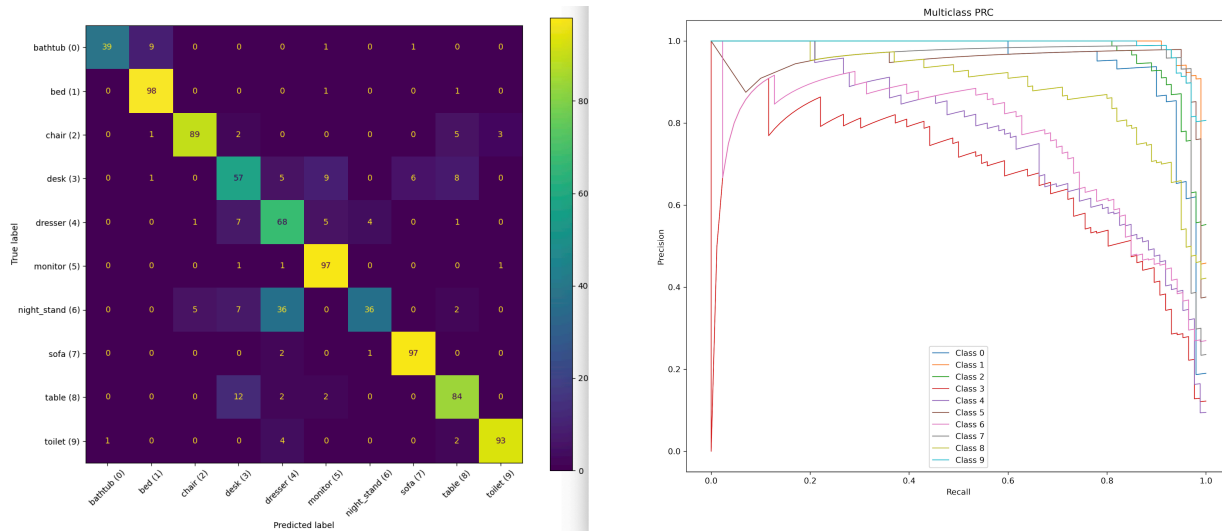 bathtub (0) 39 9 0 0 0 1 0 1 0 0
bed (1) 0 98 0 0 0 1 0 0 1 0
chair (2) 0 1 89 2 0 0 0 0 5 3
desk (3) 0 1 0 57 5 9 0 6 8 0
dresser (4) 0 0 1 7 68 5 4 0 1 0
monitor (5) 0 0 0 1 1 97 0 0 0 1
night_stand (6) 0 0 5 7 36 0 36 0 2 0
sofa (7) 0 0 0 0 2 0 1 97 0 0
table (8) 0 0 0 12 2 2 0 0 84 0
toilet (9) 1 0 0 0 4 0 0 0 2 93
True label
bathtub (0) bed (1) chair (2) desk (3) dresser (4) monitor (5) night_stand (6) sofa (7) table (8) toilet (9)
Predicted label
80
60
40
20
0
Multiclass PRC
Precision
1.0
0.8
0.6
0.4
0.2
0.0
Class 0
Class 1
Class 2
Class 3
Class 4
Class 5
Class 6
Class 7
Class 8
Class 9
0.0 0.2 0.4 0.6 0.8 1.0
Recall